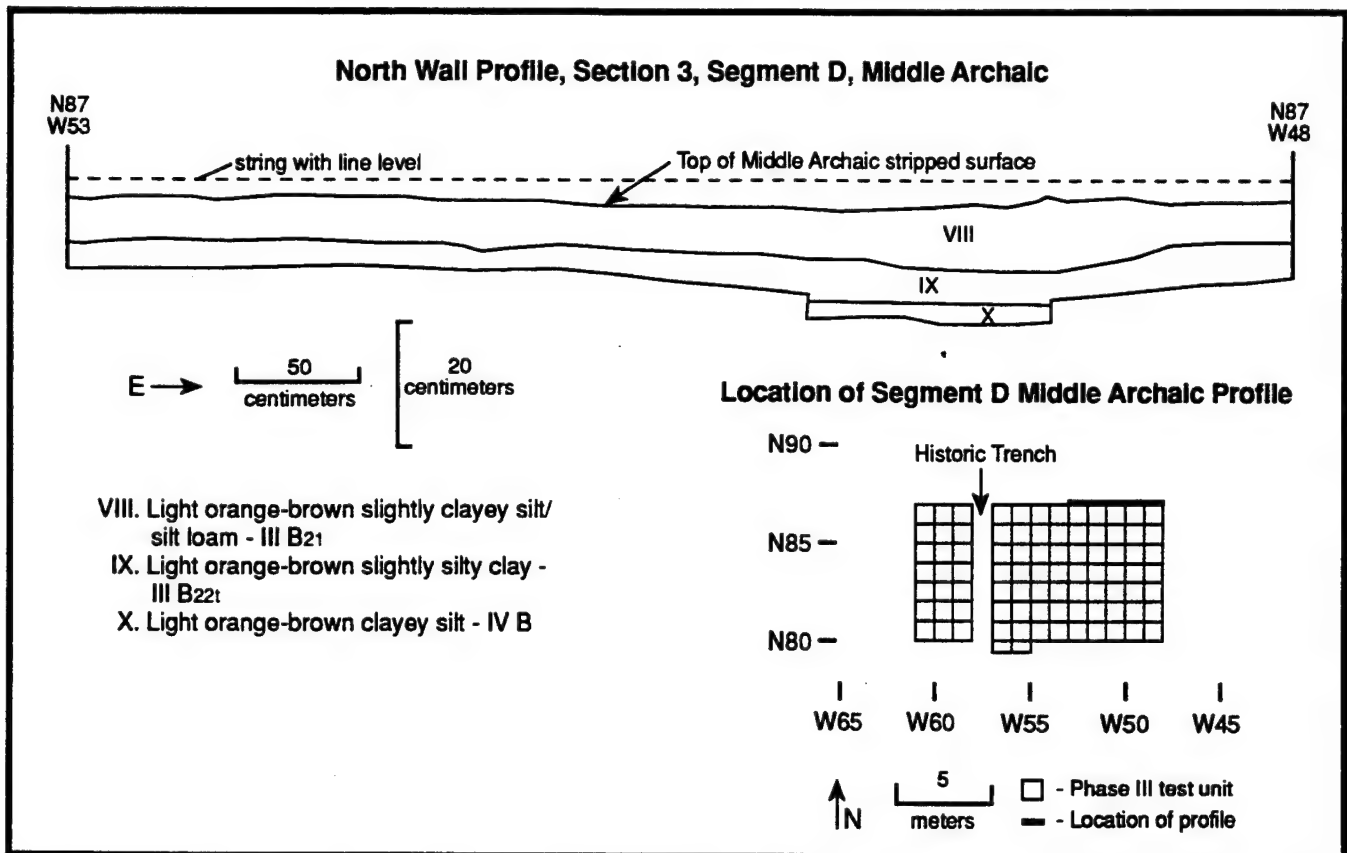 North Wall Profile, Section 3, Segment D, Middle Archaic
N87
W53
N87
W48
string with line level
Top of Middle Archaic stripped surface
VIII
IX
X
E
50
centimeters
20
centimeters
VIII. Light orange-brown slightly clayey silt/
silt loam - III B21
IX. Light orange-brown slightly silty clay -
III B22t
X. Light orange-brown clayey silt - IV B
Location of Segment D Middle Archaic Profile
N90
Historic Trench
N85
N80
W65 W60 W55 W50 W45
N
5
meters
- Phase III test unit
- Location of profile